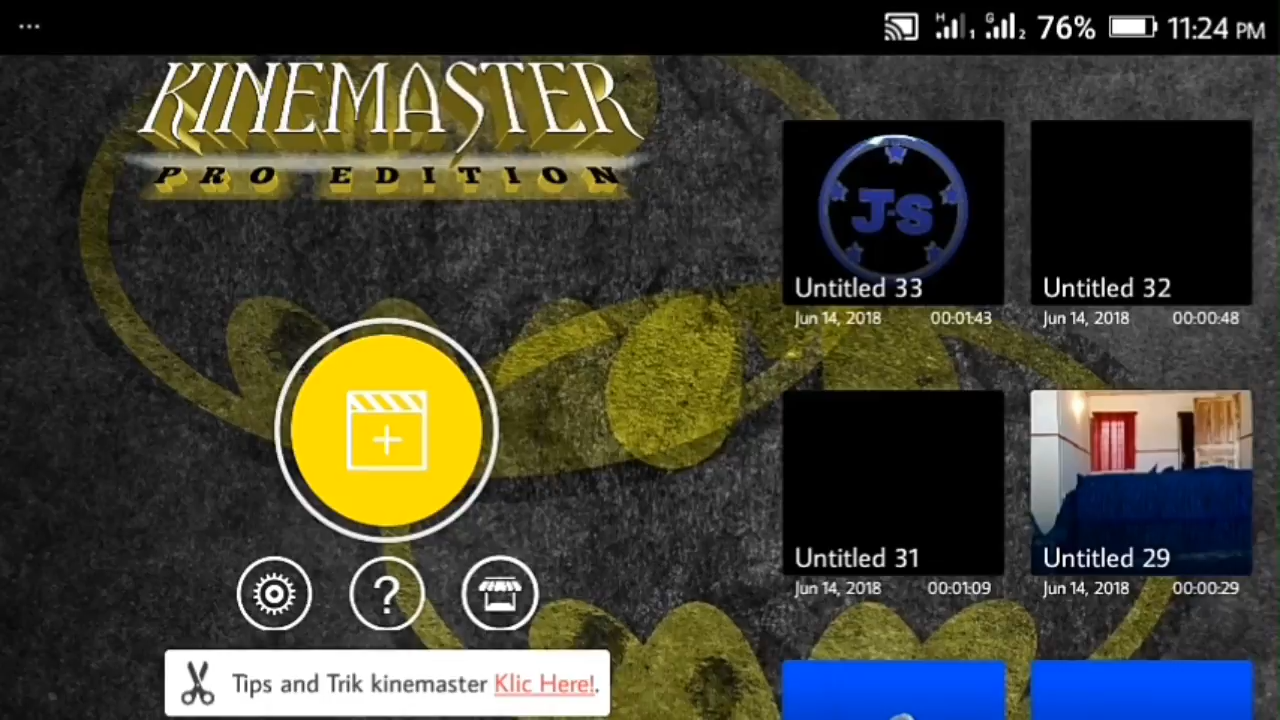 ... H 1 G 2 76% 11:24 PM
KINEMASTER
PRO EDITION
J-S
Untitled 33
Jun 14, 2018 00:01:43
Untitled 32
Jun 14, 2018 00:00:48
Untitled 31
Jun 14, 2018 00:01:09
Untitled 29
Jun 14, 2018 00:00:29
?
Tips and Trik kinemaster Klic Here!.